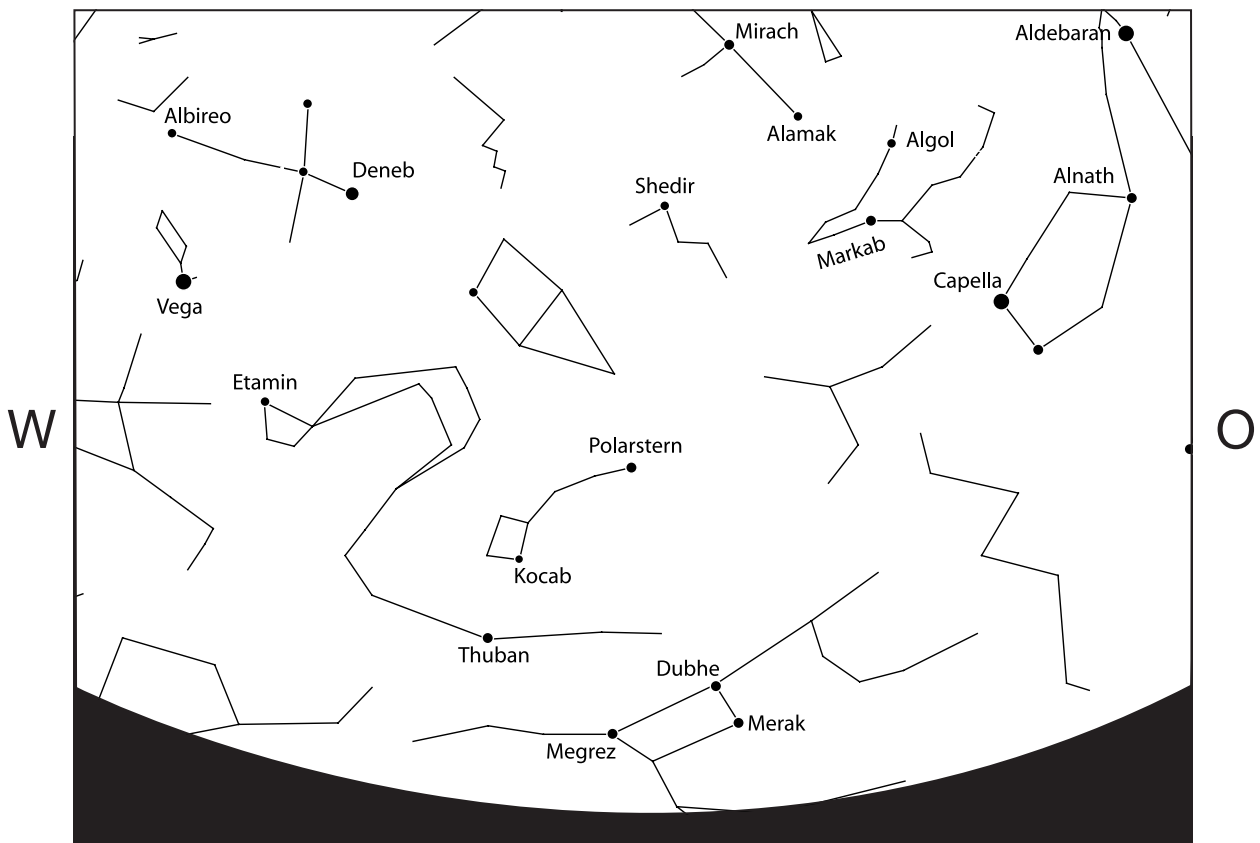 Mirach
Aldebaran
Albireo
Alamak
Algol
Deneb
Alnath
Shedir
Markab
Capella
Vega
Etamin
W
O
Polarstern
Kocab
Thuban
Dubhe
Merak
Megrez